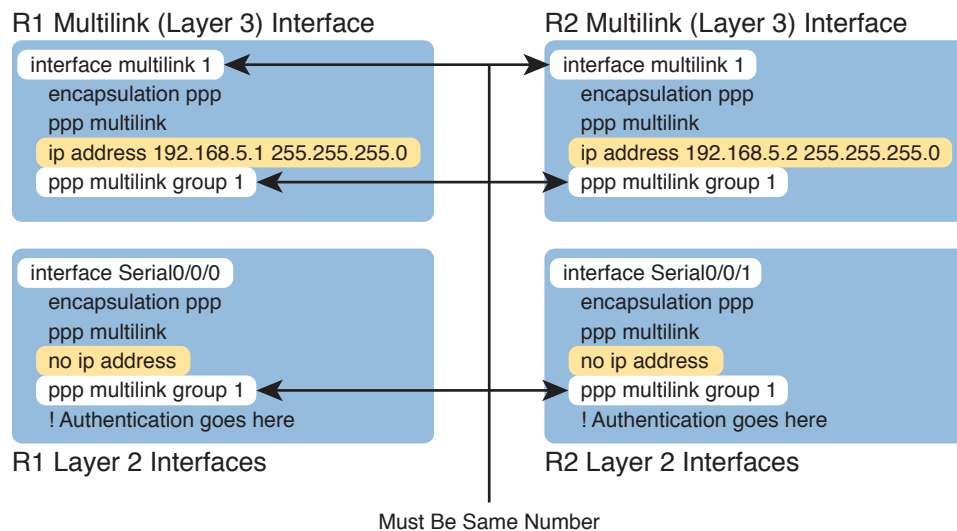 R1 Multilink (Layer 3) Interface
interface multilink 1
encapsulation ppp
ppp multilink
ip address 192.168.5.1 255.255.255.0
ppp multilink group 1
R2 Multilink (Layer 3) Interface
interface multilink 1
encapsulation ppp
ppp multilink
ip address 192.168.5.2 255.255.255.0
ppp multilink group 1
interface Serial0/0/0
encapsulation ppp
ppp multilink
no ip address
ppp multilink group 1
! Authentication goes here
R1 Layer 2 Interfaces
interface Serial0/0/1
encapsulation ppp
ppp multilink
no ip address
ppp multilink group 1
! Authentication goes here
R2 Layer 2 Interfaces
Must Be Same Number